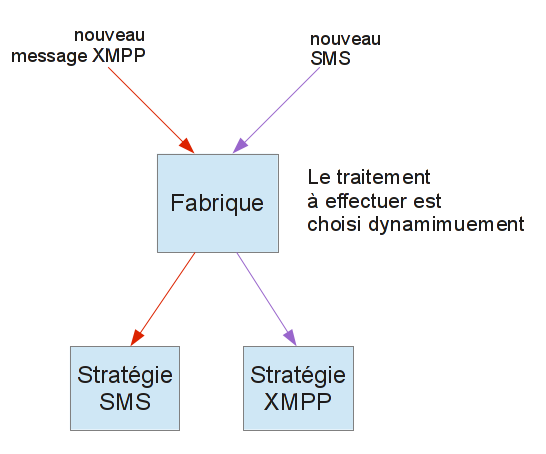 nouveau
message XMPP
nouveau
SMS
Fabrique
Le traitement
à effectuer est
choisi dynamimuement
Stratégie
SMS
Stratégie
XMPP